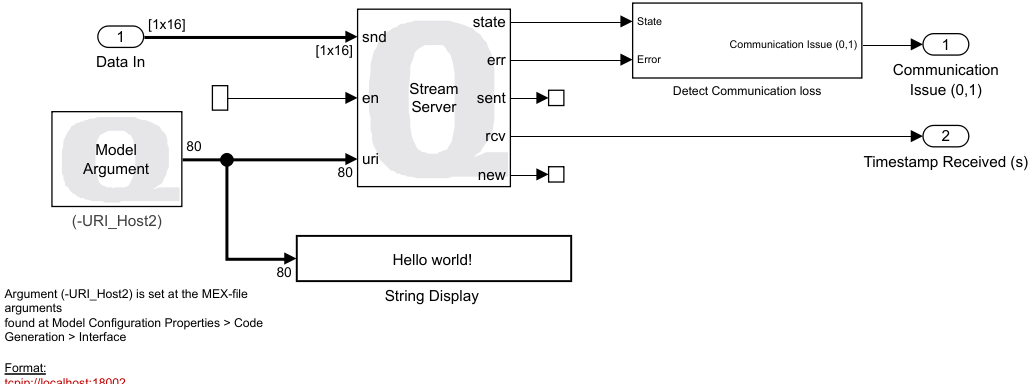 [1x16]
1
Data In
snd
[1x16]
en
uri
80
Stream
Server
state
err
sent
rcv
new
State
Error
Communication Issue (0,1)
Detect Communication loss
1
Communication
Issue (0,1)
2
Timestamp Received (s)
Model
Argument
80
(-URI_Host2)
80
Hello world!
String Display
Argument (-URI_Host2) is set at the MEX-file
arguments
found at Model Configuration Properties > Code
Generation > Interface
Format:
tcpip://localhost:18002